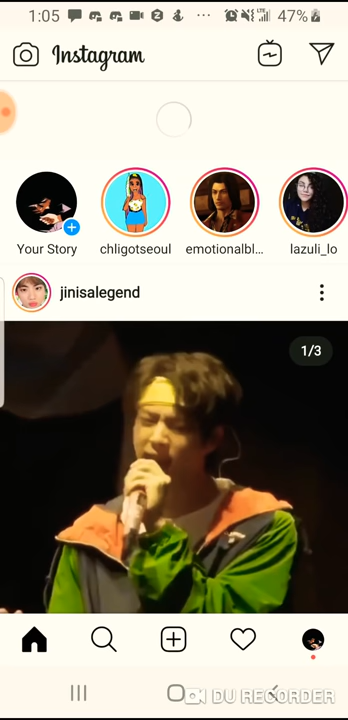 1:05 47%
Instagram
Your Story chligotseoul emotionalbl... lazuli_lo
jinisalegend
1/3
DU RECORDER